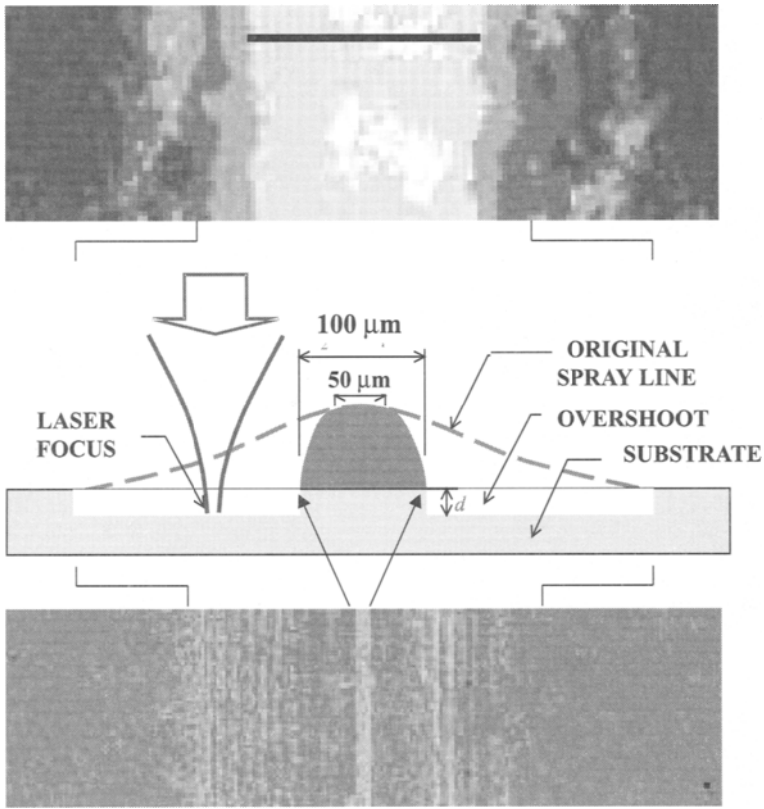 100 μm
50 μm
ORIGINAL
SPRAY LINE
LASER
FOCUS
OVERSHOOT
SUBSTRATE
d